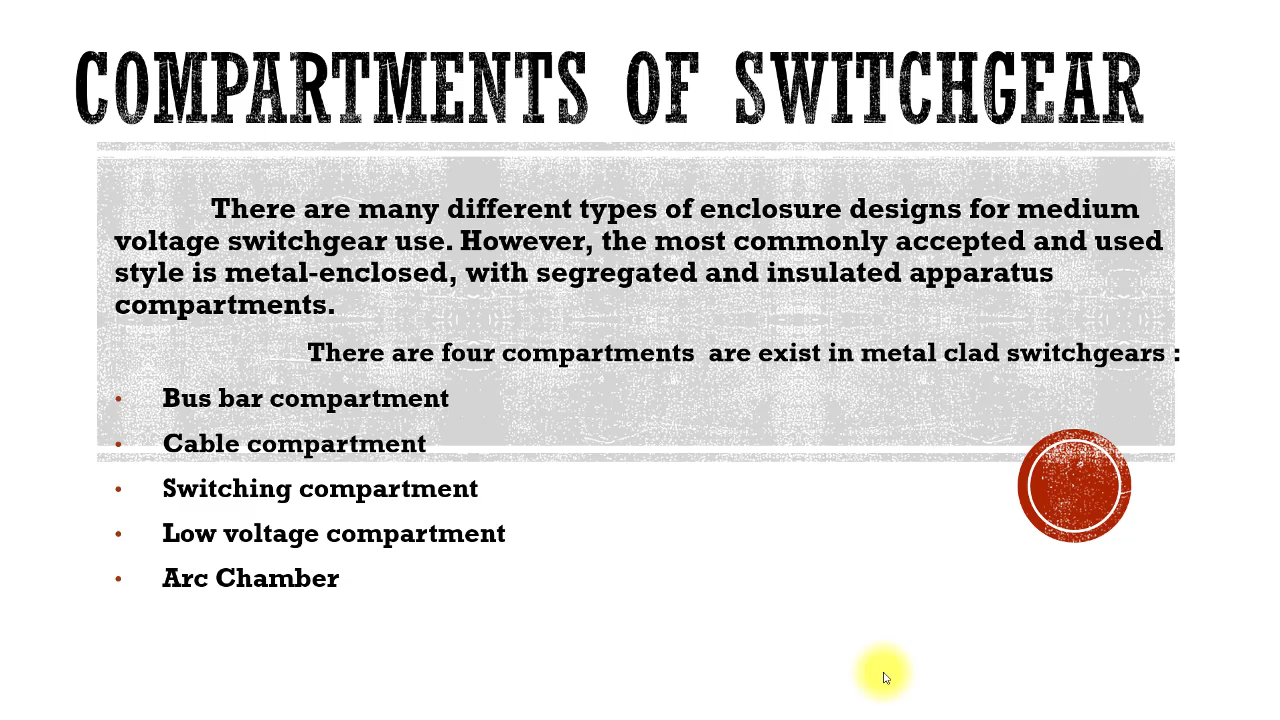 COMPARTMENTS OF SWITCHGEAR
There are many different types of enclosure designs for medium
voltage switchgear use. However, the most commonly accepted and used
style is metal-enclosed, with segregated and insulated apparatus
compartments.
There are four compartments are exist in metal clad switchgears :
• Bus bar compartment
• Cable compartment
• Switching compartment
• Low voltage compartment
• Arc Chamber